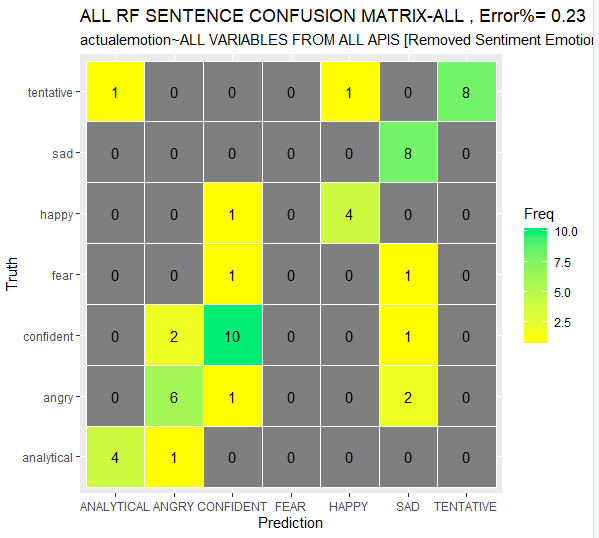 ALL RF SENTENCE CONFUSION MATRIX-ALL , Error%= 0.23
actualemotion~ALL VARIABLES FROM ALL APIS [Removed Sentiment Emotion
tentative 1 0 0 0 1 0 8
sad 0 0 0 0 0 8 0
happy 0 0 1 0 4 0 0
fear 0 0 1 0 0 1 0
confident 0 2 10 0 0 1 0
angry 0 6 1 0 0 2 0
analytical 4 1 0 0 0 0 0
ANALYTICAL ANGRY CONFIDENT FEAR HAPPY SAD TENTATIVE
Prediction
Truth
Freq
10.0
7.5
5.0
2.5